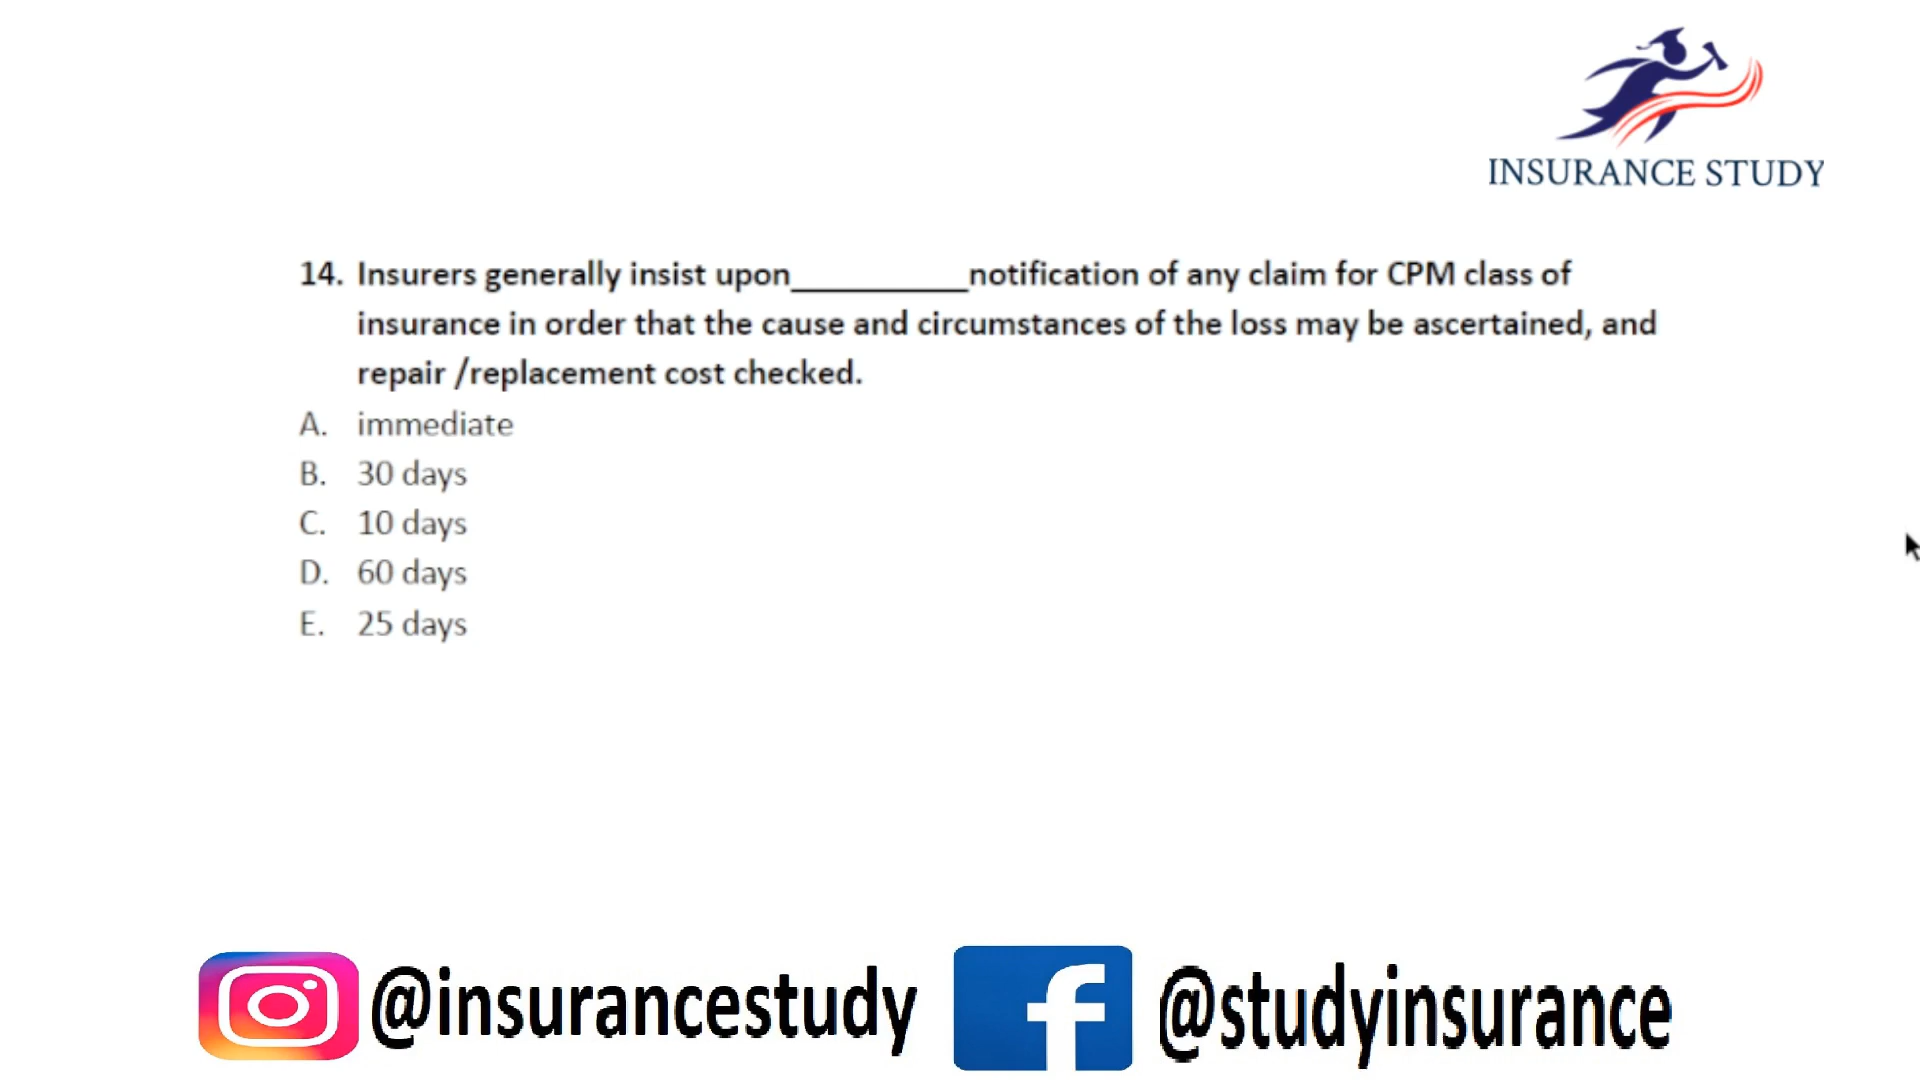 INSURANCE STUDY
14. Insurers generally insist upon__________notification of any claim for CPM class of
insurance in order that the cause and circumstances of the loss may be ascertained, and
repair /replacement cost checked.
A. immediate
B. 30 days
C. 10 days
D. 60 days
E. 25 days
@insurancestudy f @studyinsurance